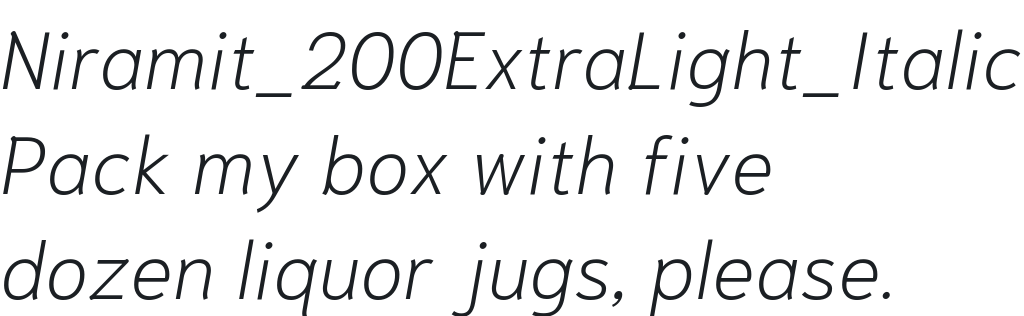 Niramit_200ExtraLight_Italic
Pack my box with five
dozen liquor jugs, please.